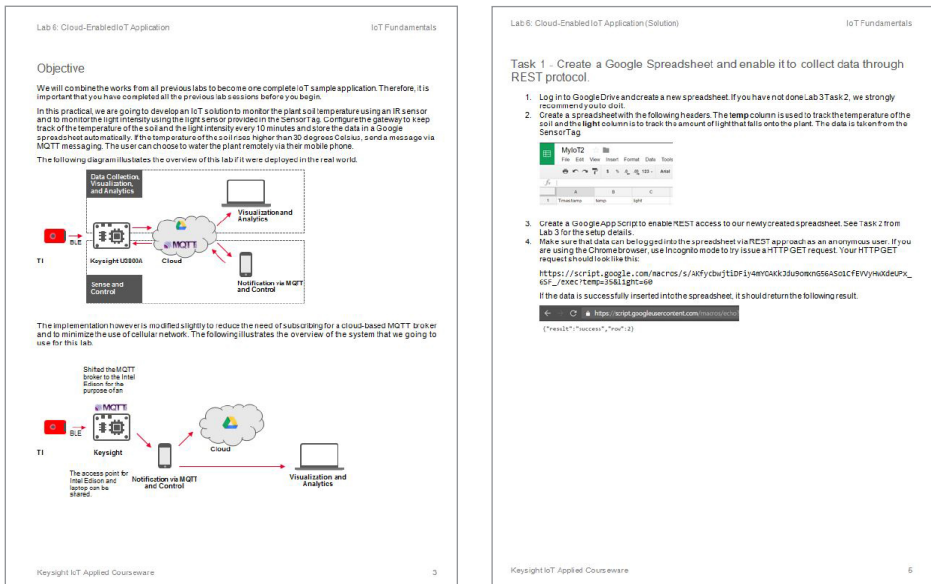 Lab 6: Cloud-Enabled IoT Application
IoT Fundamentals
Objective
We will combine the works from all previous labs to become one complete IoT sample application. Therefore, it is
important that you have completed all the previous lab sessions before you begin.
In this practical, we are going to develop an IoT solution to monitor the plant soil temperature using an IR sensor
and to monitor the light intensity using the light sensor provided in the SensorTag. Configure the gateway to keep
track of the temperature of the soil and the light intensity every 10 minutes and store the data in a Google
spreadsheet automatically. If the temperature of the soil rises higher than 30 degrees Celsius, send a message via
MQTT messaging. The user can choose to water the plant remotely via their mobile phone.
The following diagram illustrates the overview of this lab if it were deployed in the real world.
Data Collection,
Visualization,
and Analytics
Visualization and
Analytics
BLE
MQTT
TI
Keysight U3800A
Cloud
Sense and
Control
Notification via MQTT
and Control
The implementation however is modified slightly to reduce the need of subscribing for a cloud-based MQTT broker
and to minimize the use of cellular network. The following illustrates the overview of the system that we going to
use for this lab.
Shifted the MQTT
broker to the Intel
Edison for the
purpose of an
MQTT
BLE
TI
Keysight
Cloud
The access point for
Intel Edison and
laptop can be
shared.
Notification via MQTT
and Control
Visualization and
Analytics
Keysight IoT Applied Courseware
3
Lab 6: Cloud-Enabled IoT Application (Solution)
IoT Fundamentals
Task 1 - Create a Google Spreadsheet and enable it to collect data through
REST protocol.
1. Log in to Google Drive and create a new spreadsheet. If you have not done Lab 3 Task 2, we strongly
recommend you to do it.
2. Create a spreadsheet with the following headers. The temp column is used to track the temperature of the
soil and the light column is to track the amount of light that falls onto the plant. The data is taken from the
SensorTag.
MyIoT2
File Edit View Insert Format Data Tools
$ % 123 - Arial
fx
A B C
1 Timestamp temp light
3. Create a Google App Script to enable REST access to our newly created spreadsheet. See Task 2 from
Lab 3 for the setup details.
4. Make sure that data can be logged into the spreadsheet via REST approach as an anonymous user. If you
are using the Chrome browser, use Incognito mode to try issue a HTTP GET request. Your HTTP GET
request should look like this:
https://script.google.com/macros/s/
/exec?temp=35&light=60
If the data is successfully inserted into the spreadsheet, it should return the following result.
https://script.googleusercontent.com/macros/echo
{"result":"success","row":2}
Keysight IoT Applied Courseware
5